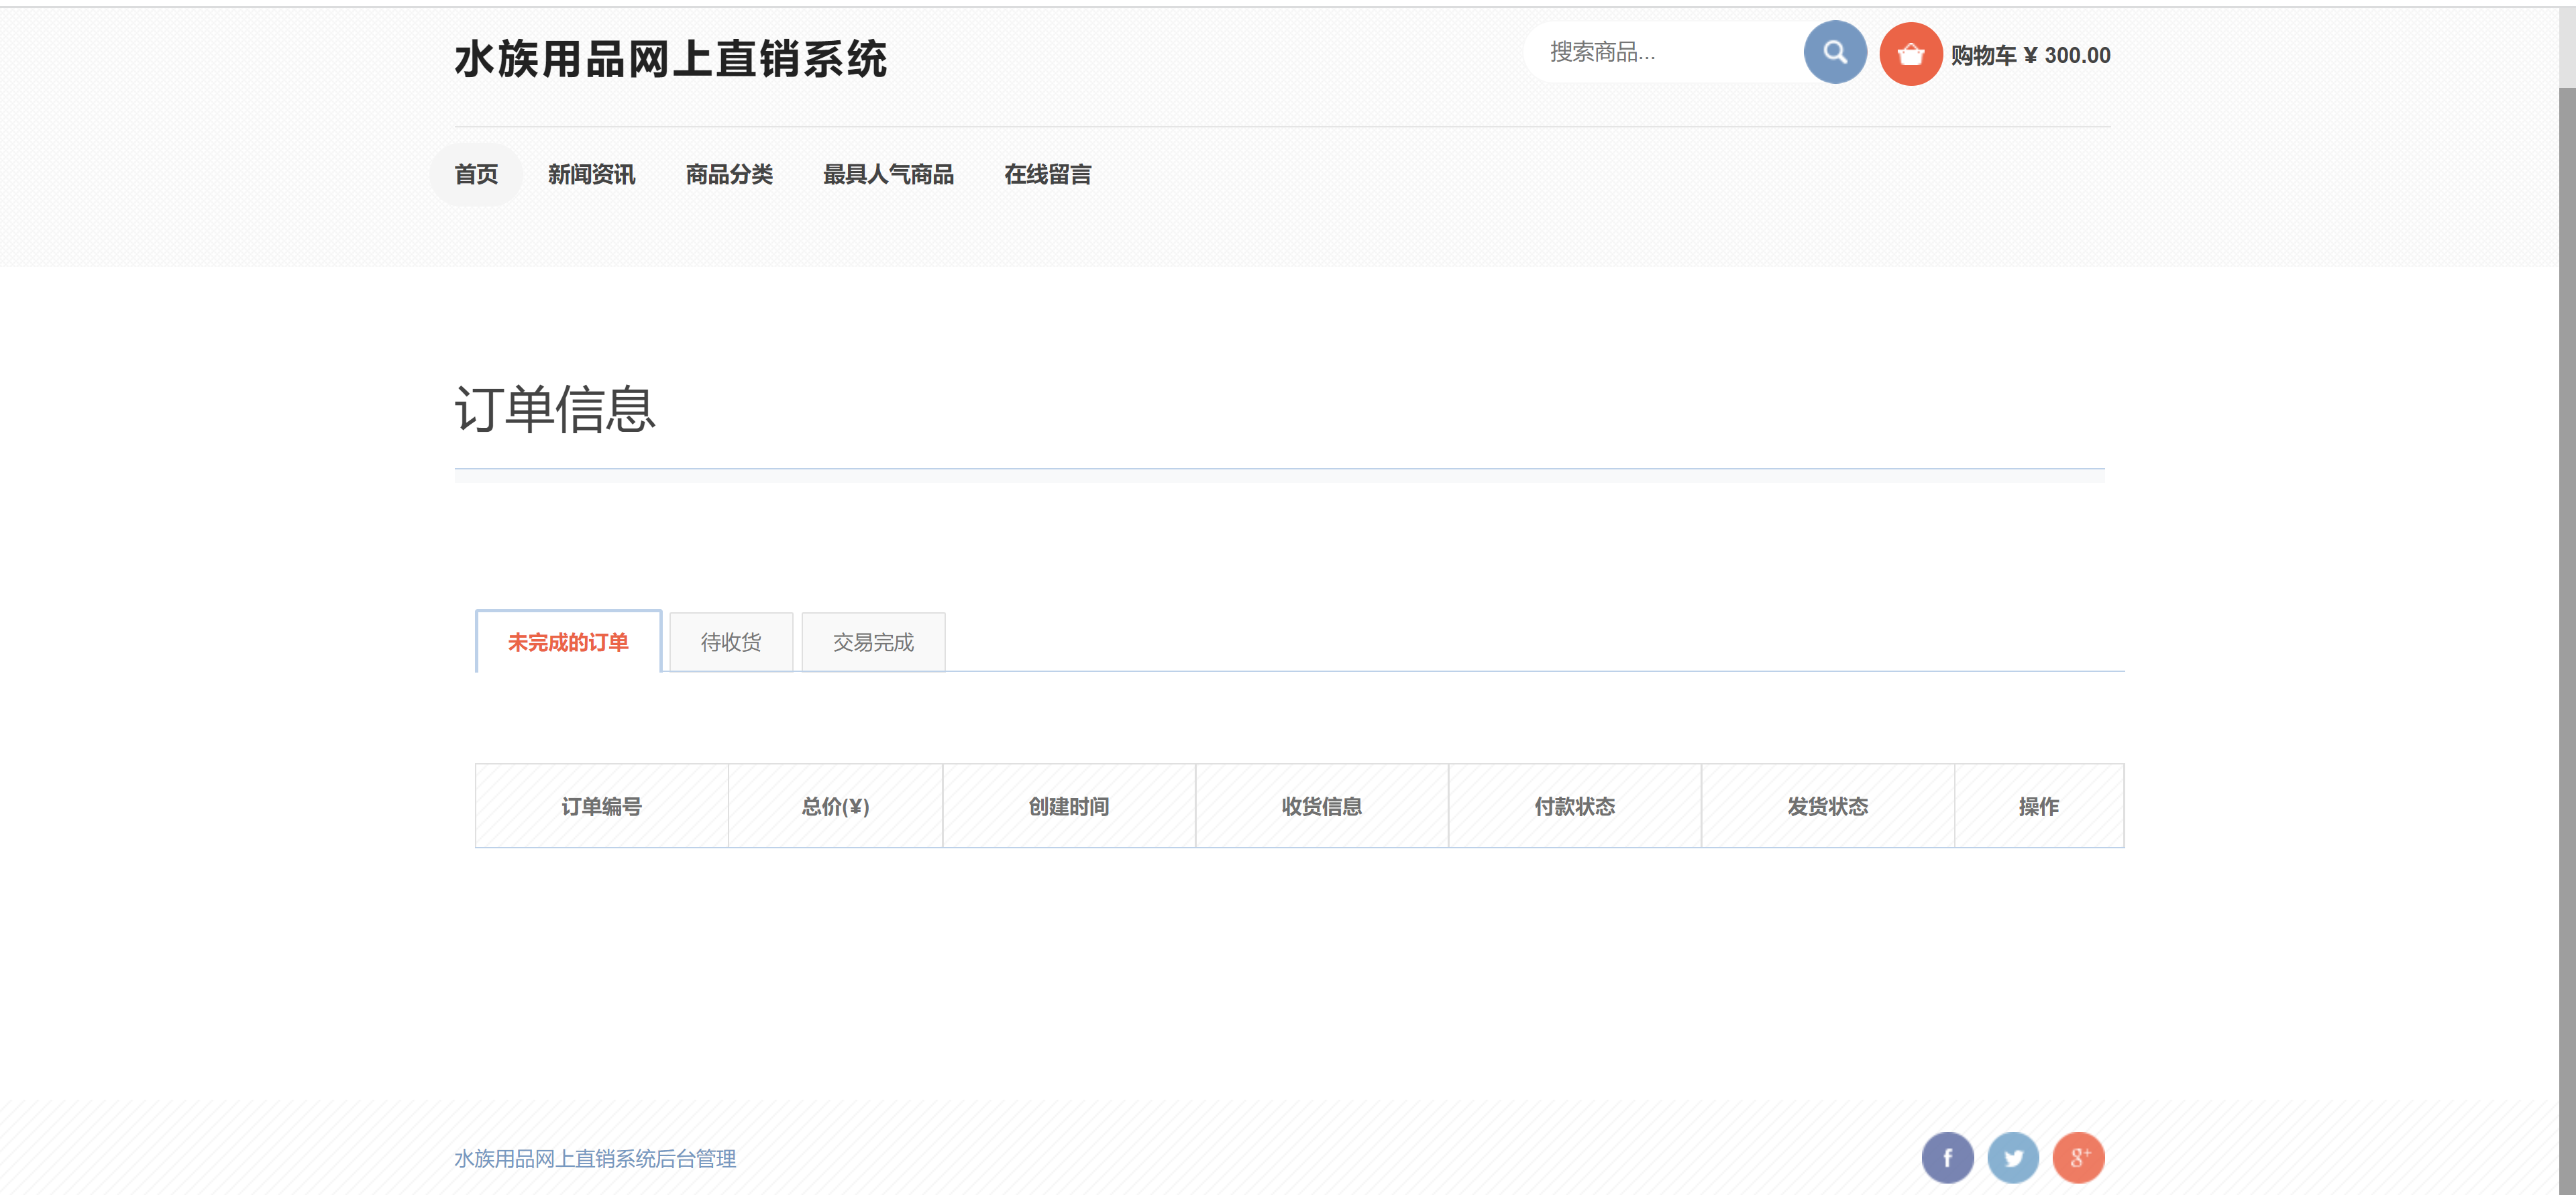 水族用品网上直销系统
搜索商品...
购物车 ¥ 300.00
首页 新闻资讯 商品分类 最具人气商品 在线留言
订单信息
未完成的订单 待收货 交易完成
订单编号 总价(¥) 创建时间 收货信息 付款状态 发货状态 操作
水族用品网上直销系统后台管理
f g+